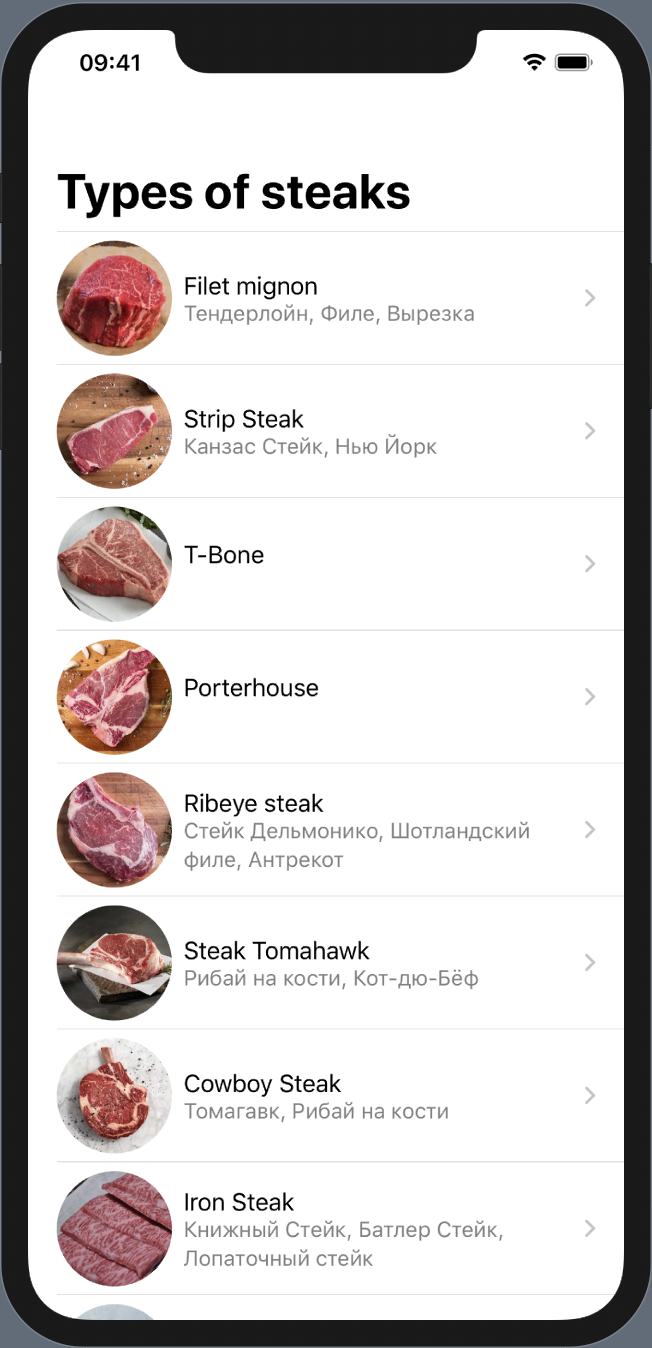 09:41
Types of steaks
Filet mignon
Тендерлойн, Филе, Вырезка
Strip Steak
Канзас Стейк, Нью Йорк
T-Bone
Porterhouse
Ribeye steak
Стейк Дельмонико, Шотландский
филе, Антрекот
Steak Tomahawk
Рибай на кости, Кот-дю-Бёф
Cowboy Steak
Томагавк, Рибай на кости
Iron Steak
Книжный Стейк, Батлер Стейк,
Лопаточный стейк